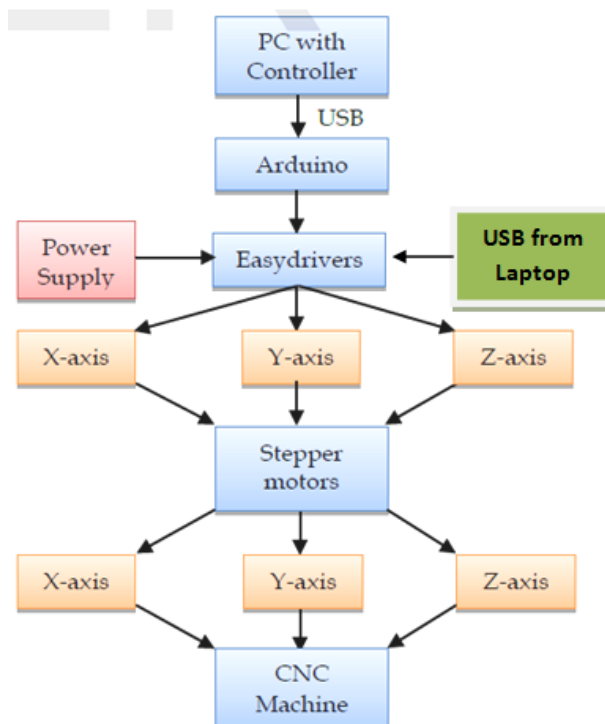 PC with
Controller
USB
Arduino
Power
Supply
Easydrivers
USB from
Laptop
X-axis
Y-axis
Z-axis
Stepper
motors
X-axis
Y-axis
Z-axis
CNC
Machine